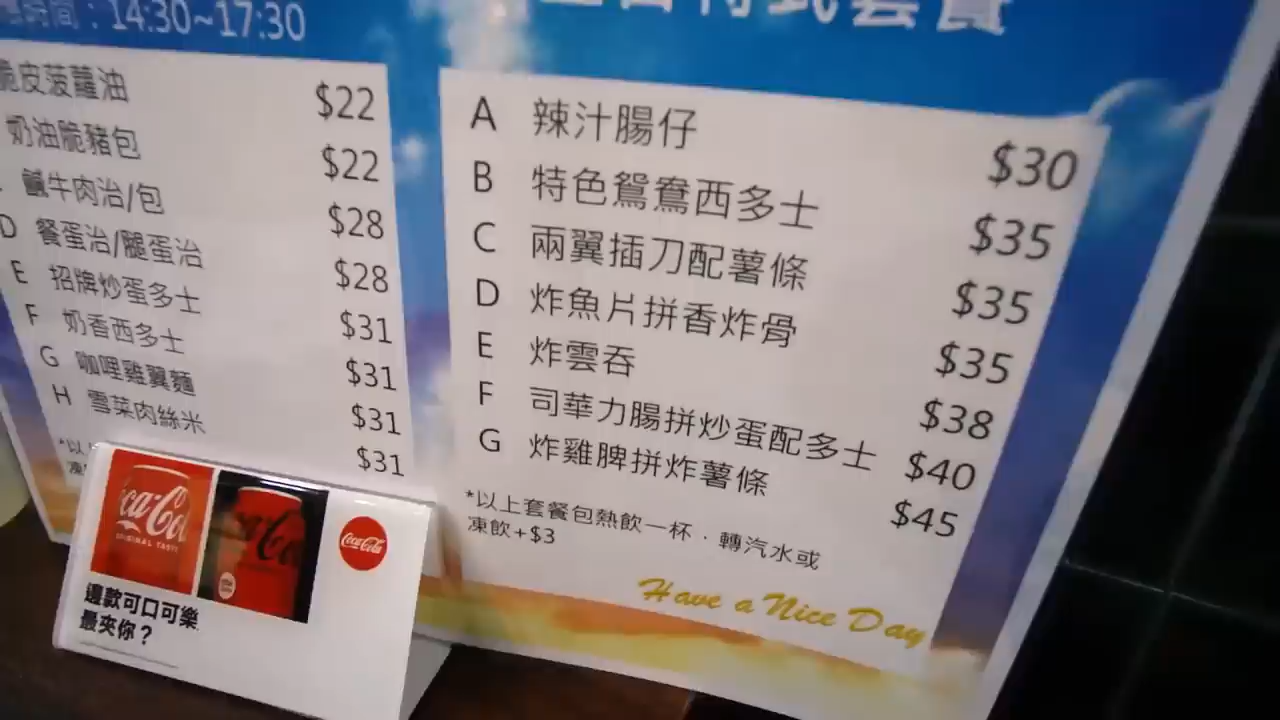 時間：14:30~17:30
脆皮菠蘿油 $22
奶油脆豬包 $22
鹹牛肉治/包 $28
D 餐蛋治/腿蛋治 $28
E 招牌炒蛋多士 $31
F 奶香西多士 $31
G 咖哩雞翼麵 $31
H 雪菜肉絲米 $31
*以
凍
A 辣汁腸仔 $30
B 特色鴛鴦西多士 $35
C 兩翼插刀配薯條 $35
D 炸魚片拼香炸骨 $35
E 炸雲吞 $38
F 司華力腸拼炒蛋配多士 $40
G 炸雞脾拼炸薯條 $45
*以上套餐包熱飲一杯，轉汽水或
凍飲+$3
Have a Nice Day
Coca-Cola
ORIGINAL TASTE
Coca-Cola
邊款可口可樂
最夾你？